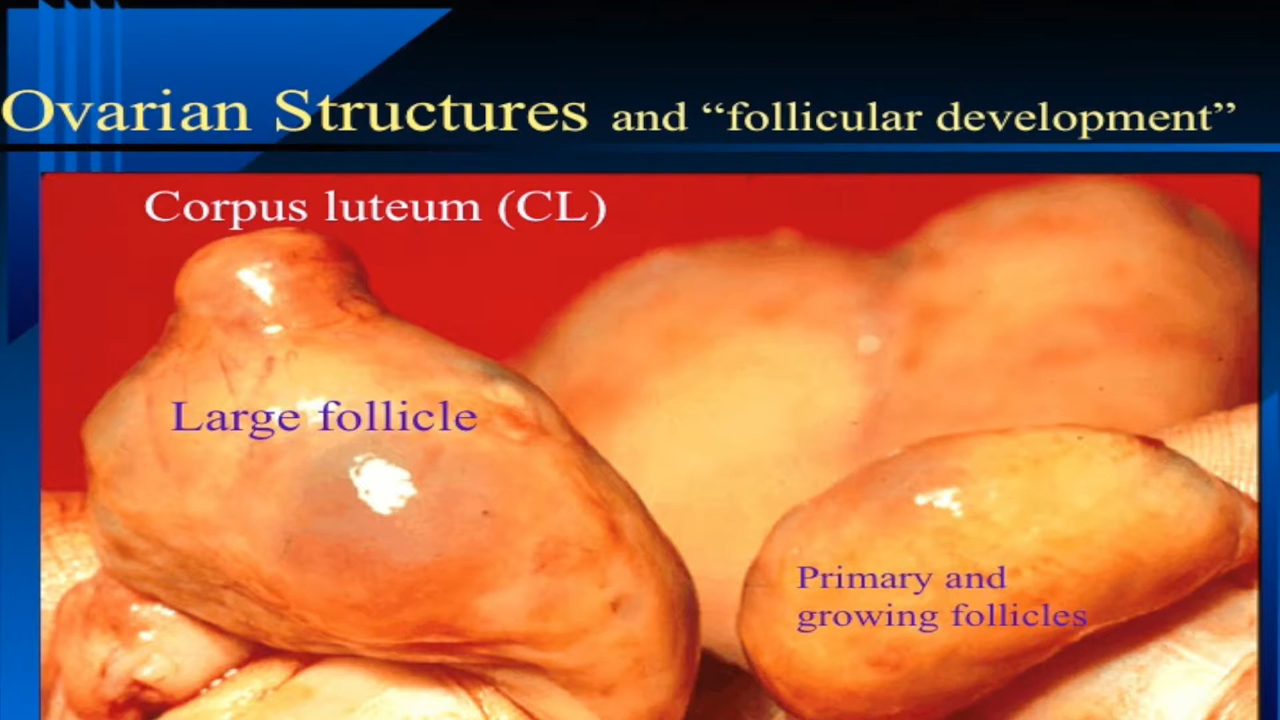 Ovarian Structures and “follicular development”
Corpus luteum (CL)
Large follicle
Primary and
growing follicles